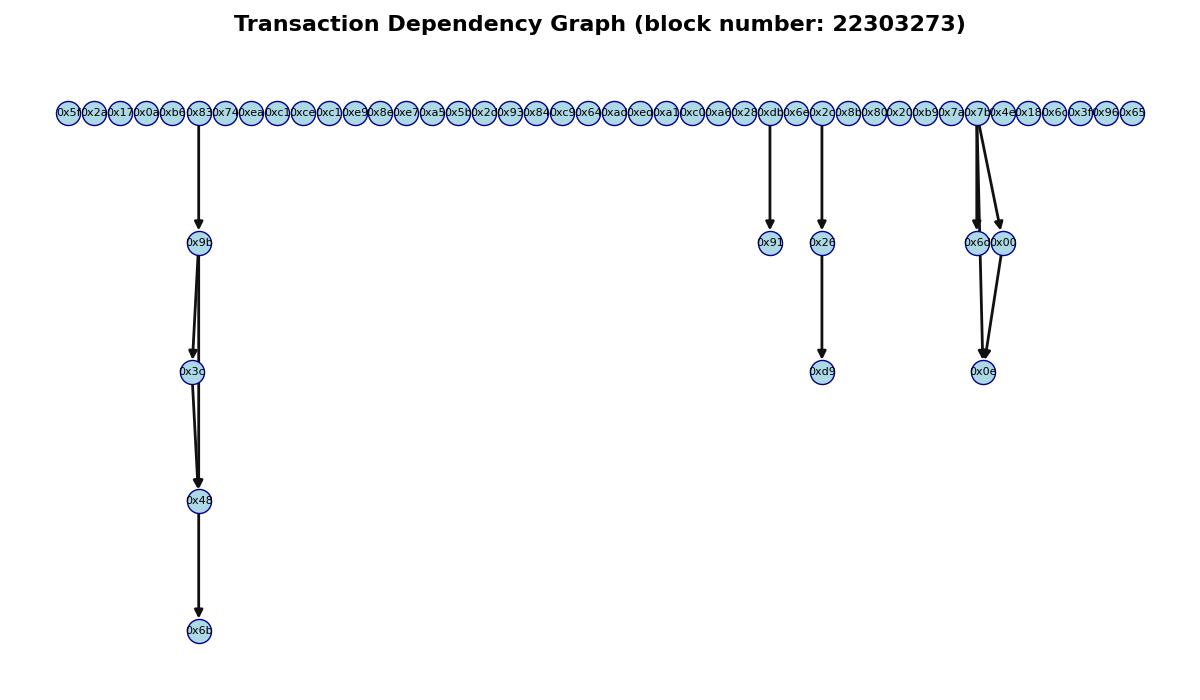 Transaction Dependency Graph (block number: 22303273)
0x5f 0x2a 0x17 0x0a 0xb6 0x83 0x74 0xea 0xc1 0xce 0xc1 0xe9 0x8e 0xe7 0xa5 0x5b 0x2d 0x93 0x84 0xc9 0x64 0xad 0xed 0xa1 0xc0 0xa6 0x28 0xdb 0x6e 0x2c 0x8b 0x80 0x20 0xb9 0x7a 0x7b 0x4e 0x18 0x6c 0x3f 0x96 0x65
0x9b 0x91 0x26 0x6d 0x00
0x3c 0xd9 0x0e
0x48
0x6b